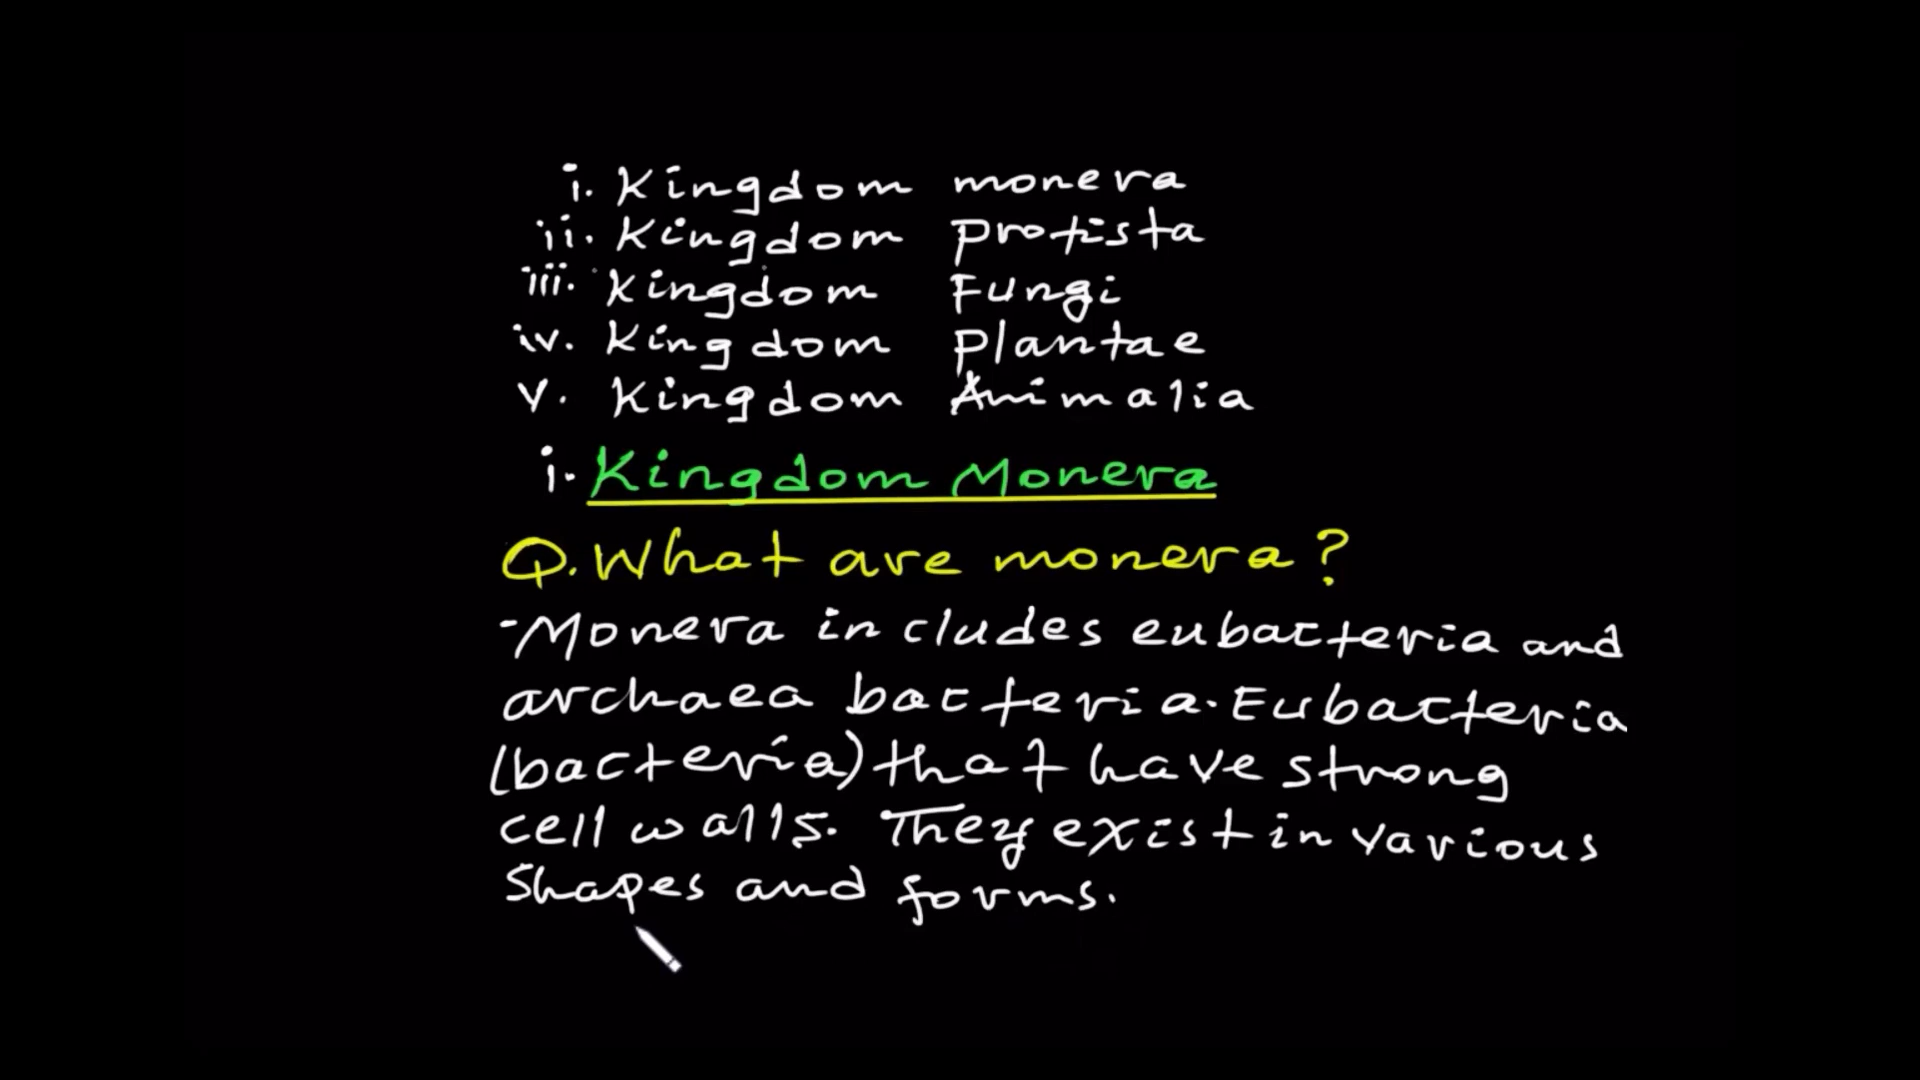 i. Kingdom monera
ii. Kingdom protista
iii. Kingdom Fungi
iv. Kingdom plantae
v. Kingdom Animalia
i. Kingdom Monera
Q. What are monera?
- Monera includes eubacteria and
archaea bacteria. Eubacteria
(bacteria) that have strong
cell walls. They exist in various
Shapes and forms.